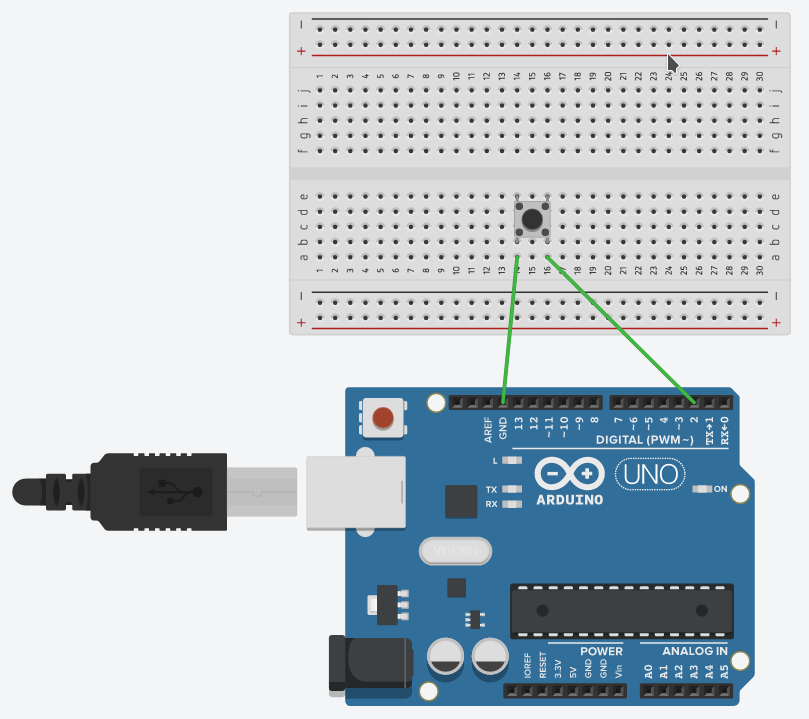 − −
+ +
1 2 3 4 5 6 7 8 9 10 11 12 13 14 15 16 17 18 19 20 21 22 23 24 25 26 27 28 29 30
j j
i i
h h
g g
f f
e e
d d
c c
b b
a a
1 2 3 4 5 6 7 8 9 10 11 12 13 14 15 16 17 18 19 20 21 22 23 24 25 26 27 28 29 30
− −
+ +
AREF GND 13 12 ~11 ~10 ~9 8 7 ~6 ~5 4 ~3 2 TX→1 RX←0
DIGITAL (PWM~)
L
TX
RX
ARDUINO
UNO
ON
POWER ANALOG IN
IOREF RESET 3.3V 5V GND GND Vin A0 A1 A2 A3 A4 A5